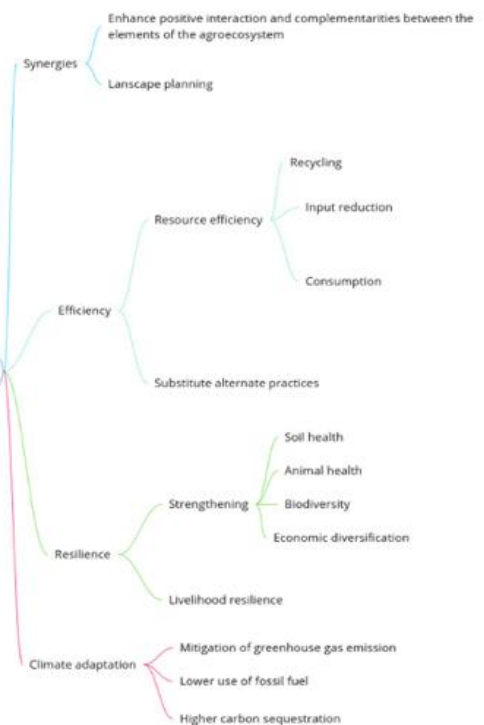 Enhance positive interaction and complementarities between the
elements of the agroecosystem
Synergies
Lanscape planning
Recycling
Input reduction
Resource efficiency
Consumption
Efficiency
Substitute alternate practices
Soil health
Animal health
Strengthening
Biodiversity
Economic diversification
Resilience
Livelihood resilience
Mitigation of greenhouse gas emission
Climate adaptation
Lower use of fossil fuel
Higher carbon sequestration